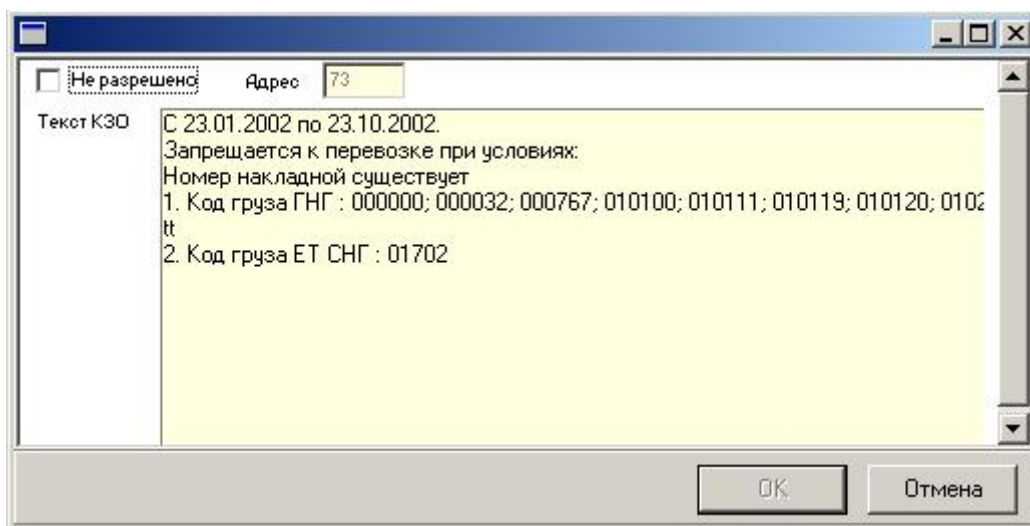 Не разрешено Адрес 73
Текст КЗО
С 23.01.2002 по 23.10.2002.
Запрещается к перевозке при условиях:
Номер накладной существует
1. Код груза ГНГ : 000000; 000032; 000767; 010100; 010111; 010119; 010120; 0102
tt
2. Код груза ЕТ СНГ : 01702
OK Отмена